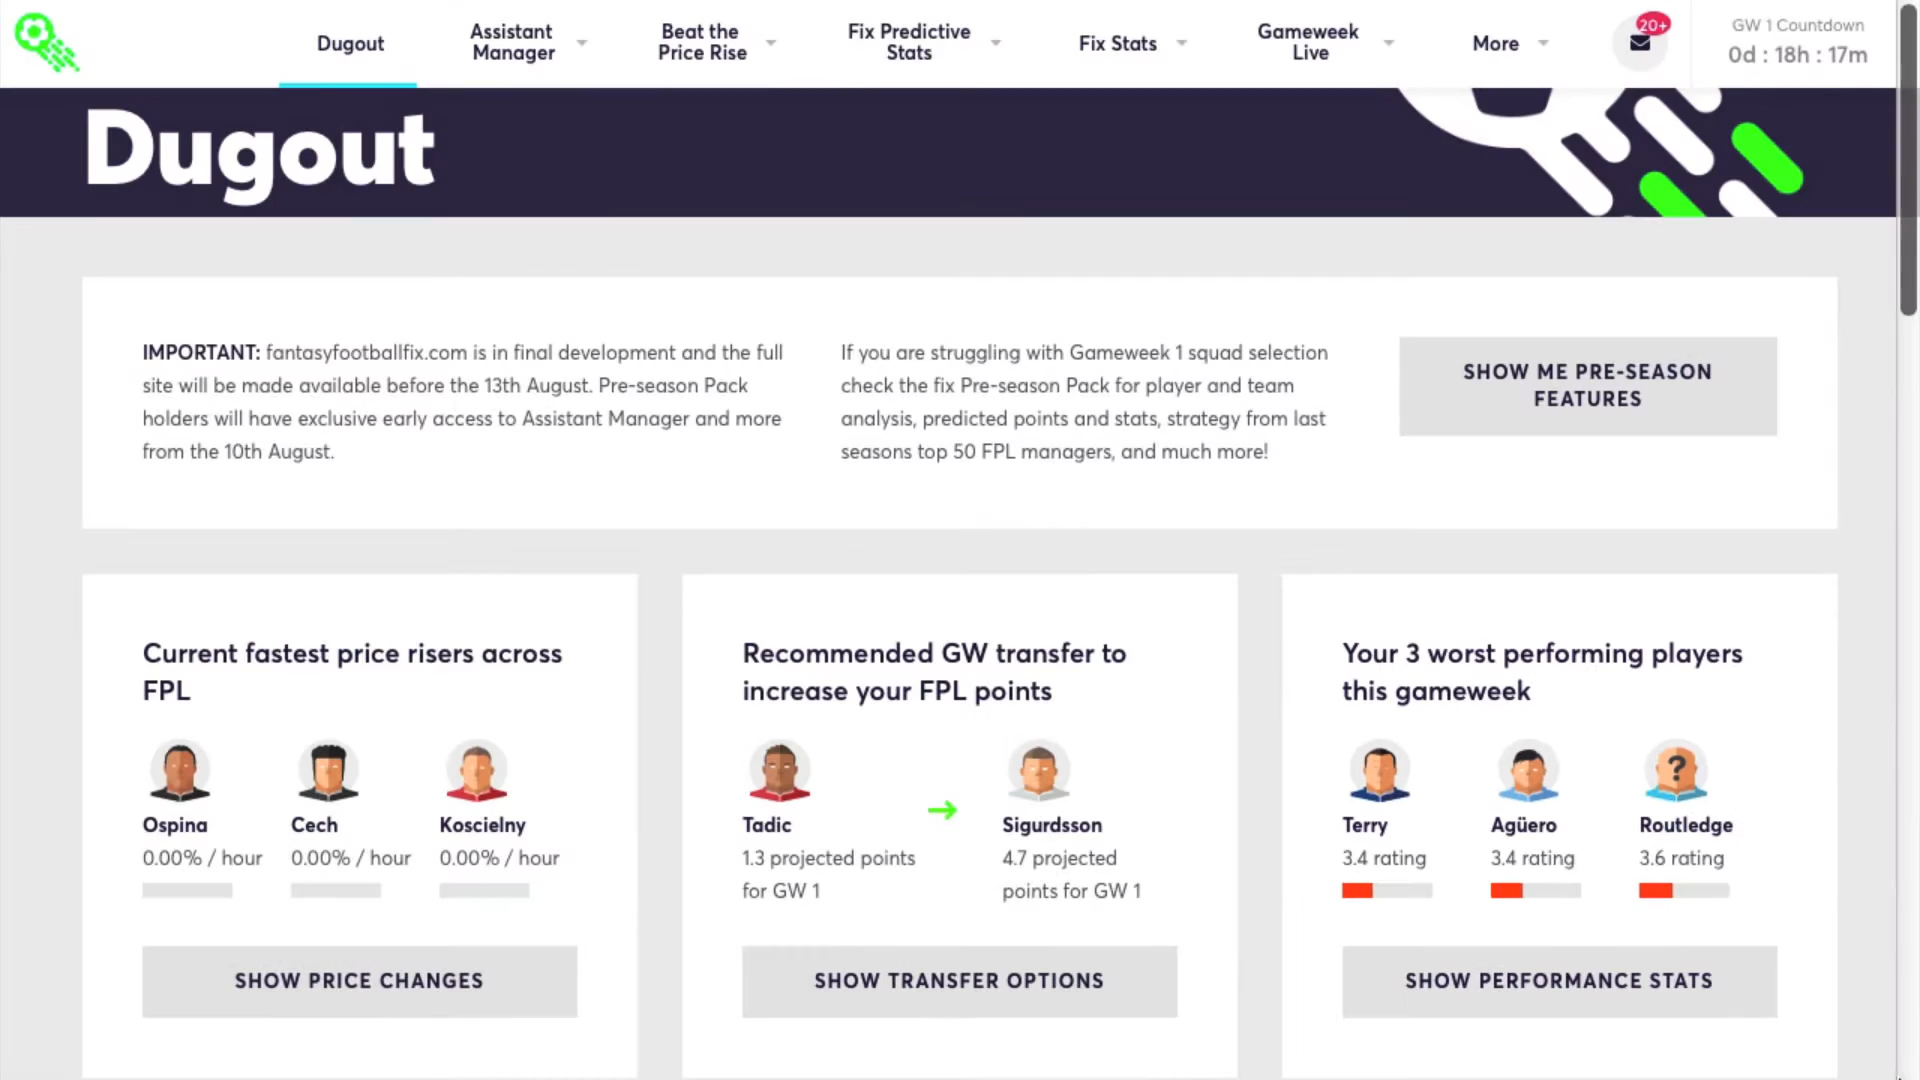 Dugout
Assistant
Manager
Beat the
Price Rise
Fix Predictive
Stats
Fix Stats
Gameweek
Live
More
20+
GW 1 Countdown
0d : 18h : 17m
Dugout
IMPORTANT: fantasyfootballfix.com is in final development and the full
site will be made available before the 13th August. Pre-season Pack
holders will have exclusive early access to Assistant Manager and more
from the 10th August.
If you are struggling with Gameweek 1 squad selection
check the fix Pre-season Pack for player and team
analysis, predicted points and stats, strategy from last
seasons top 50 FPL managers, and much more!
SHOW ME PRE-SEASON
FEATURES
Current fastest price risers across
FPL
Ospina
0.00% / hour
Cech
0.00% / hour
Koscielny
0.00% / hour
SHOW PRICE CHANGES
Recommended GW transfer to
increase your FPL points
Tadic
1.3 projected points
for GW 1
Sigurdsson
4.7 projected
points for GW 1
SHOW TRANSFER OPTIONS
Your 3 worst performing players
this gameweek
Terry
3.4 rating
Agüero
3.4 rating
?
Routledge
3.6 rating
SHOW PERFORMANCE STATS